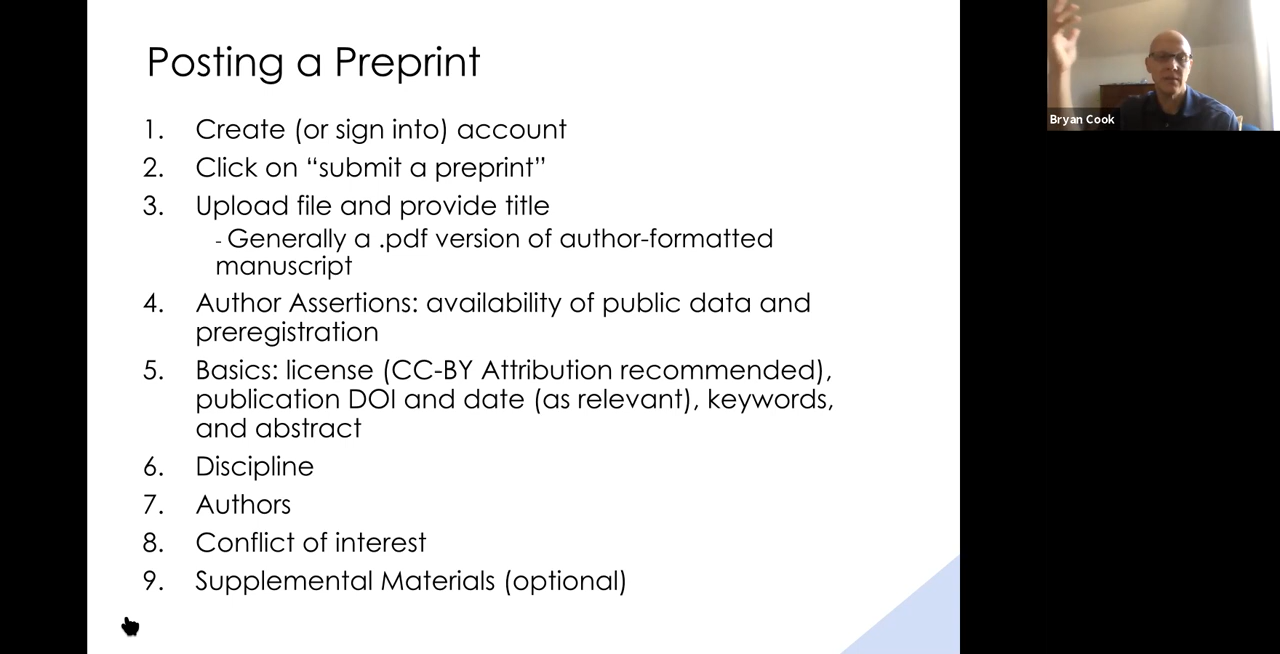 Posting a Preprint
1. Create (or sign into) account
2. Click on “submit a preprint”
3. Upload file and provide title
- Generally a .pdf version of author-formatted
manuscript
4. Author Assertions: availability of public data and
preregistration
5. Basics: license (CC-BY Attribution recommended),
publication DOI and date (as relevant), keywords,
and abstract
6. Discipline
7. Authors
8. Conflict of interest
9. Supplemental Materials (optional)
Bryan Cook